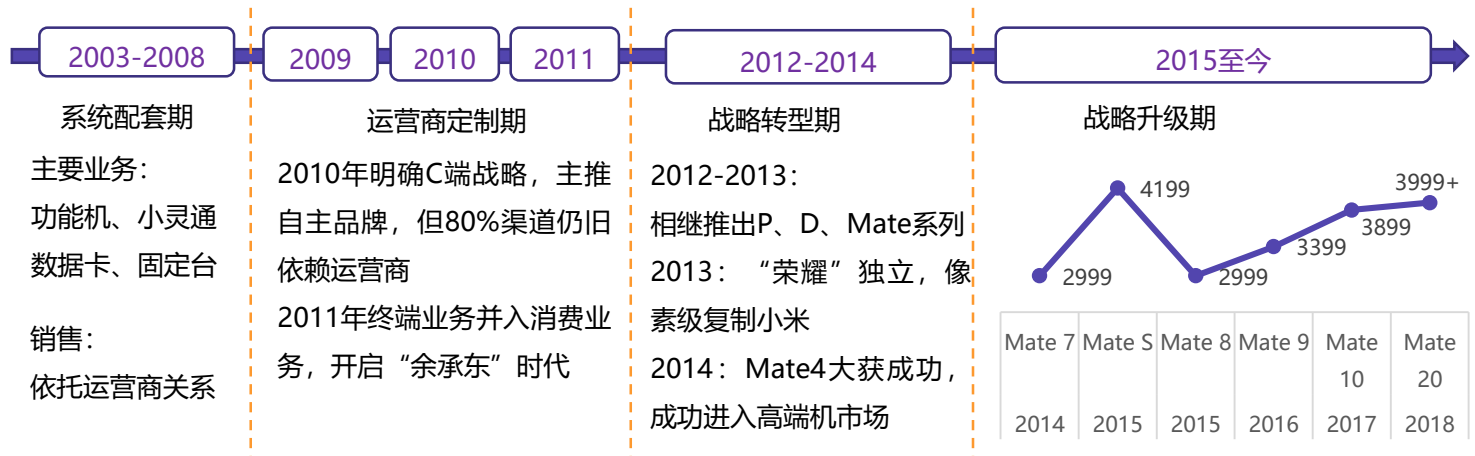 2003-2008
系统配套期
主要业务：
功能机、小灵通
数据卡、固定台
销售：
依托运营商关系
2009
2010
2011
运营商定制期
2010年明确C端战略，主推
自主品牌，但80%渠道仍旧
依赖运营商
2011年终端业务并入消费业
务，开启“余承东”时代
2012-2014
战略转型期
2012-2013：
相继推出P、D、Mate系列
2013：“荣耀”独立，像
素级复制小米
2014：Mate4大获成功，
成功进入高端机市场
2015至今
战略升级期
2999
4199
2999
3399
3899
3999+
Mate 7
Mate S
Mate 8
Mate 9
Mate
10
Mate
20
2014
2015
2015
2016
2017
2018